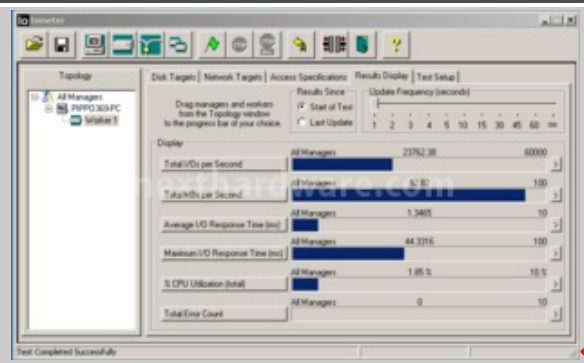 Iometer
Topology
All Managers
PIPPO369-PC
Worker 1
Disk Targets | Network Targets | Access Specifications | Results Display | Test Setup
Drag managers and workers
from the Topology window
to the progress bar of your choice.
Results Since
Start of Test
Last Update
Update Frequency (seconds)
1 2 3 4 5 10 15 30 45 60 oo
Display
All Managers 23762.38 60000
Total I/Os per Second
All Managers 92.82 100
Total MBs per Second
All Managers 1.3465 10
Average I/O Response Time (ms)
All Managers 44.3316 100
Maximum I/O Response Time (ms)
All Managers 1.85 % 10 %
% CPU Utilization (total)
All Managers 0 10
Total Error Count
Test Completed Successfully
nexthardware.com